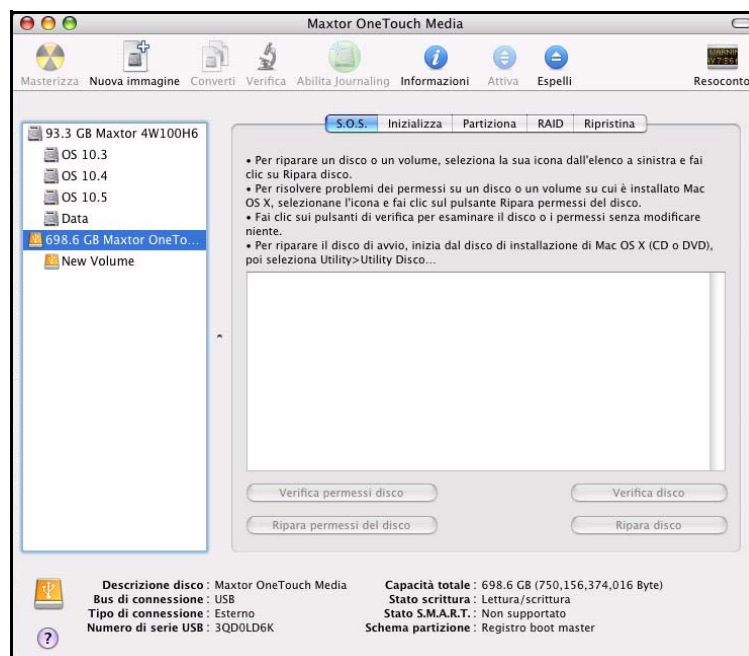 Maxtor OneTouch Media
Masterizza Nuova immagine Converti Verifica Abilita Journaling Informazioni Attiva Espelli Resoconto
93.3 GB Maxtor 4W100H6
OS 10.3
OS 10.4
OS 10.5
Data
698.6 GB Maxtor OneTo...
New Volume
S.O.S. Inizializza Partiziona RAID Ripristina
• Per riparare un disco o un volume, seleziona la sua icona dall'elenco a sinistra e fai
clic su Ripara disco.
• Per risolvere problemi dei permessi su un disco o un volume su cui è installato Mac
OS X, selezionane l'icona e fai clic sul pulsante Ripara permessi del disco.
• Fai clic sui pulsanti di verifica per esaminare il disco o i permessi senza modificare
niente.
• Per riparare il disco di avvio, inizia dal disco di installazione di Mac OS X (CD o DVD),
poi seleziona Utility>Utility Disco...
Verifica permessi disco Verifica disco
Ripara permessi del disco Ripara disco
Descrizione disco : Maxtor OneTouch Media Capacità totale : 698.6 GB (750,156,374,016 Byte)
Bus di connessione : USB Stato scrittura : Lettura/scrittura
Tipo di connessione : Esterno Stato S.M.A.R.T. : Non supportato
Numero di serie USB : 3QD0LD6K Schema partizione : Registro boot master
?